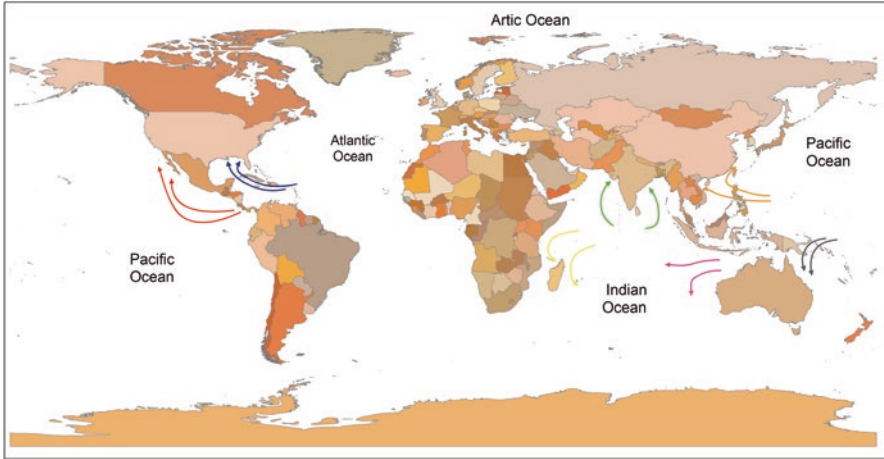 Artic Ocean
Atlantic
Ocean
Pacific
Ocean
Pacific
Ocean
Indian
Ocean